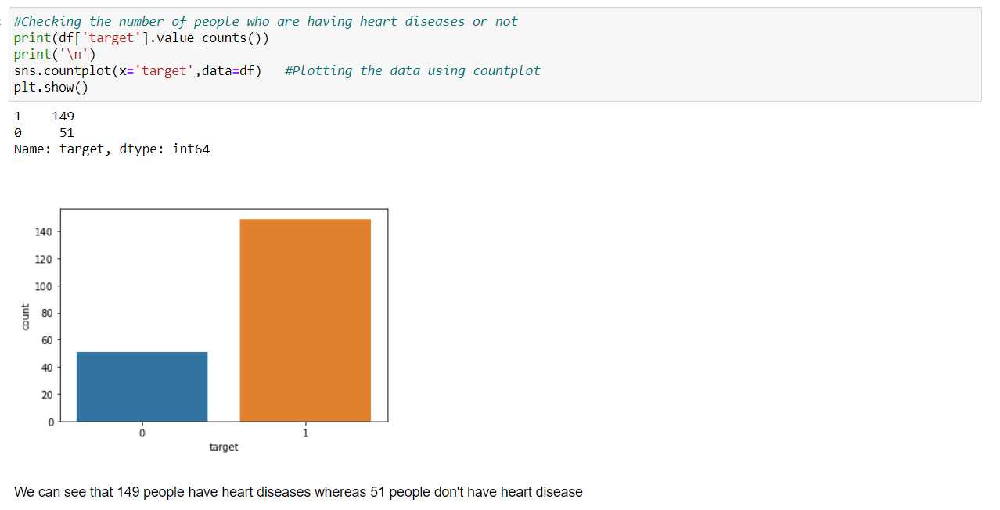 #Checking the number of people who are having heart diseases or not
print(df['target'].value_counts())
print('\n')
sns.countplot(x='target',data=df)   #Plotting the data using countplot
plt.show()
1    149
0     51
Name: target, dtype: int64
140
120
100
80
60
40
20
0
count
0 1
target
We can see that 149 people have heart diseases whereas 51 people don't have heart disease